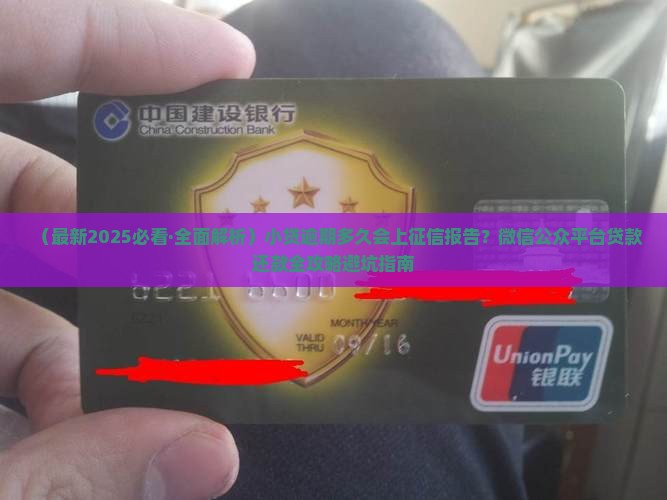 中国建设银行
China Construction Bank
（最新2025必看·全面解析）小贷逾期多久会上征信报告？微信公众平台贷款
还款全攻略避坑指南
6221
MONTH/YEAR
VALID
THRU 09/16
UnionPay
银联